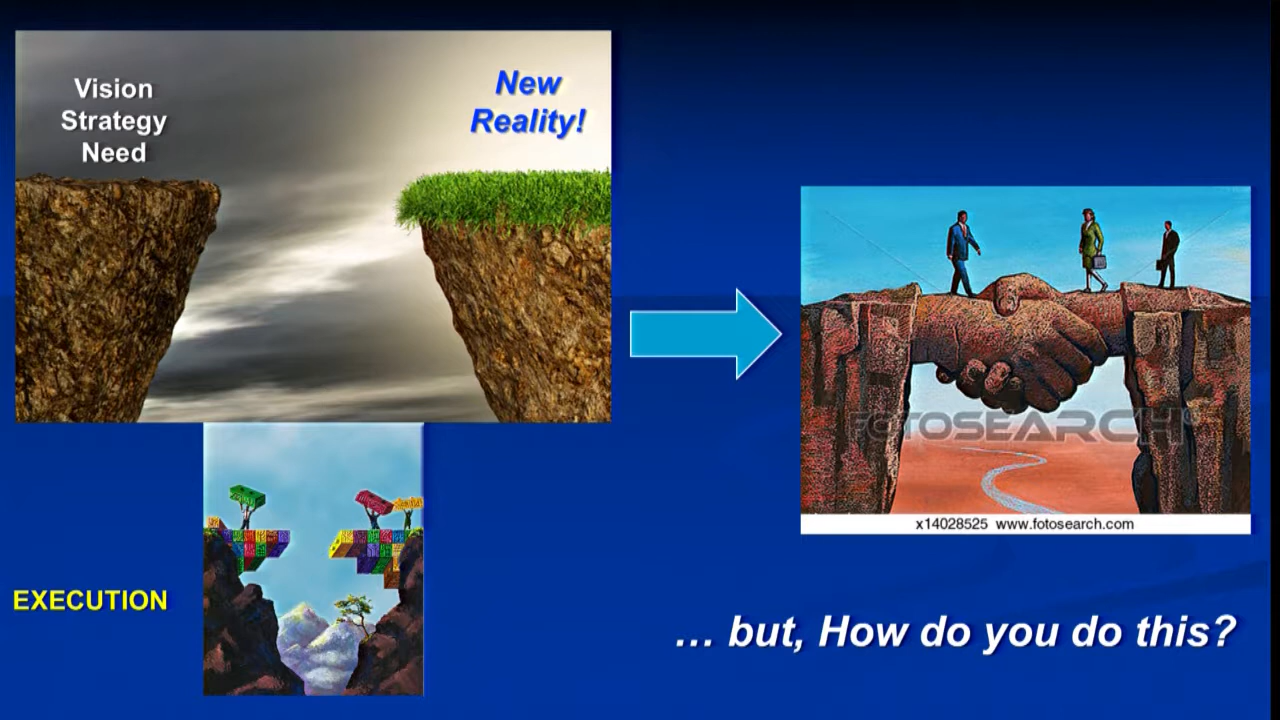 Vision
Strategy
Need
New
Reality!
FOTOSEARCH
x14028525 www.fotosearch.com
EXECUTION
... but, How do you do this?